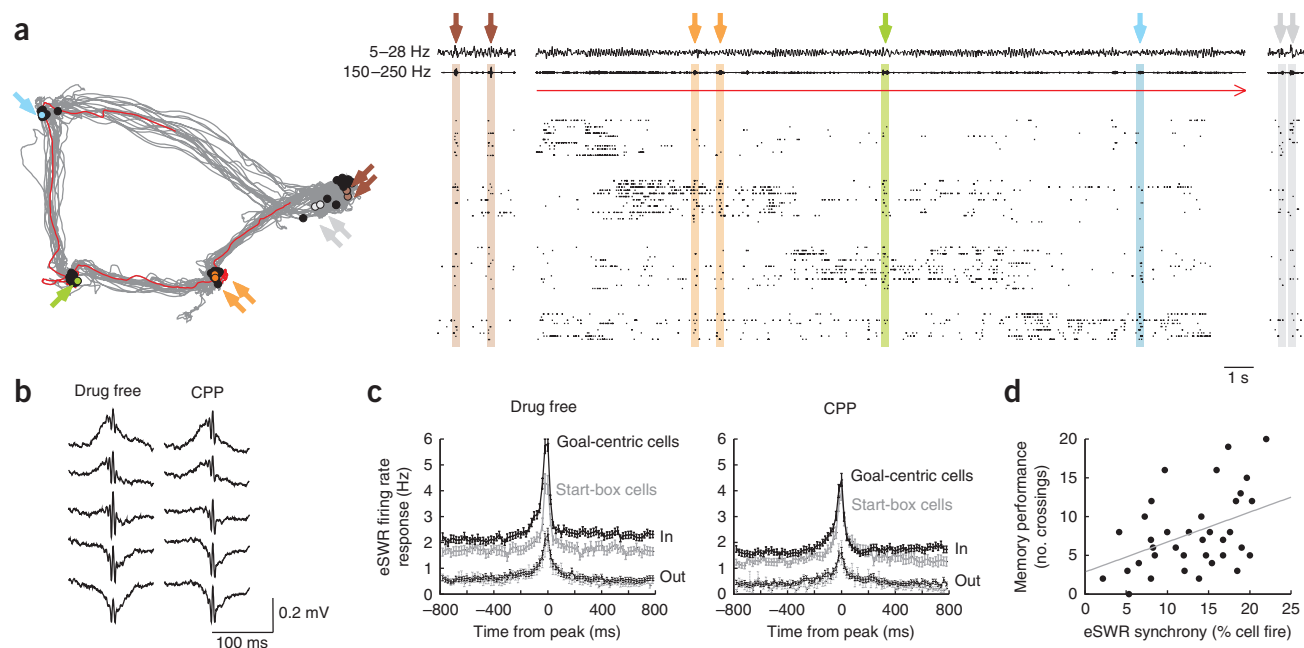 a
5–28 Hz
150–250 Hz
1 s
b
Drug free
CPP
0.2 mV
100 ms
c
Drug free
CPP
eSWR firing rate
response (Hz)
6
5
4
3
2
1
0
Goal-centric cells
Start-box cells
In
Out
–800
–400
0
400
800
Time from peak (ms)
6
5
4
3
2
1
0
Goal-centric cells
Start-box cells
In
Out
–800
–400
0
400
800
Time from peak (ms)
d
Memory performance
(no. crossings)
20
15
10
5
0
0
5
10
15
20
25
eSWR synchrony (% cell fire)